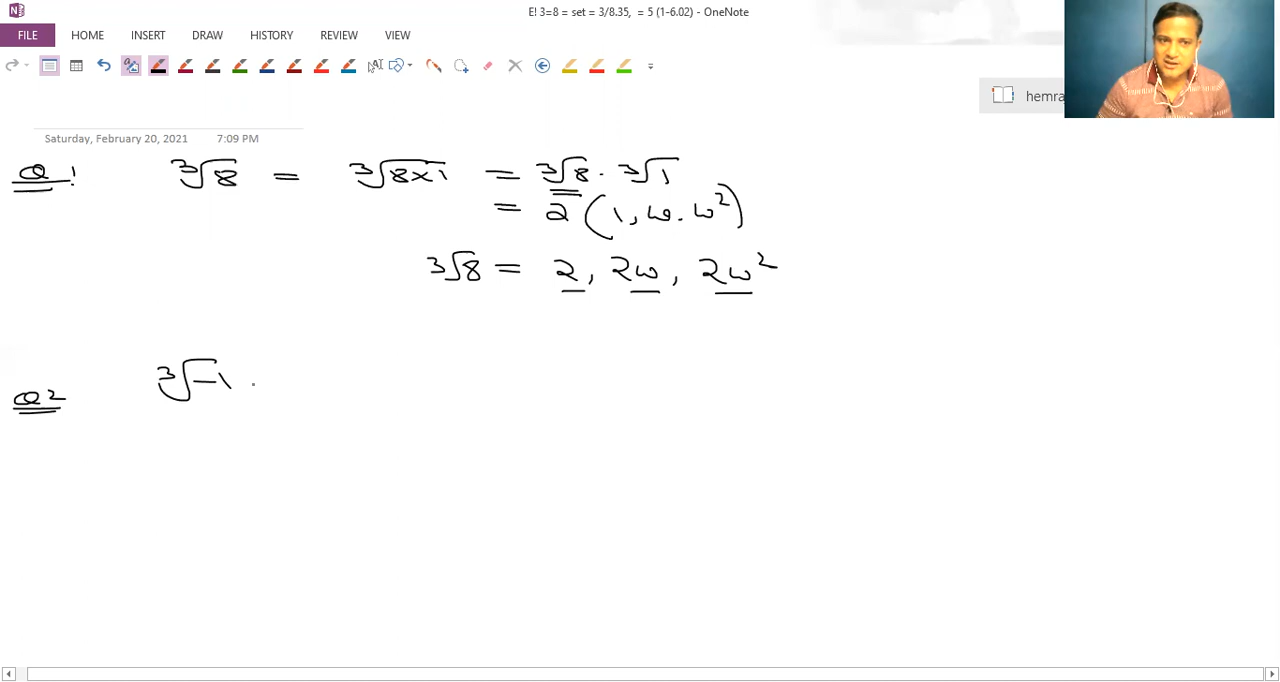 E! 3=8 = set = 3/8.35, = 5 (1-6.02) - OneNote
FILE HOME INSERT DRAW HISTORY REVIEW VIEW
hemra
Saturday, February 20, 2021 7:09 PM
Q! ∛8 = ∛8×1 = ∛8 · ∛1
= 2 (1, ω. ω²)
∛8 = 2, 2ω, 2ω²
Q2 ∛-1 .